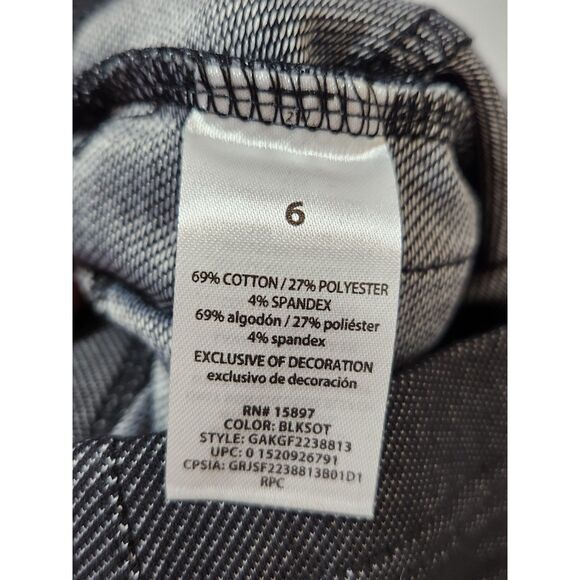 6
69% COTTON / 27% POLYESTER
4% SPANDEX
69% algodón / 27% poliéster
4% spandex
EXCLUSIVE OF DECORATION
exclusivo de decoración
RN# 15897
COLOR: BLKSOT
STYLE: GAKGF2238813
UPC: 0 1520926791
CPSIA: GRJSF2238813B01D1
RPC